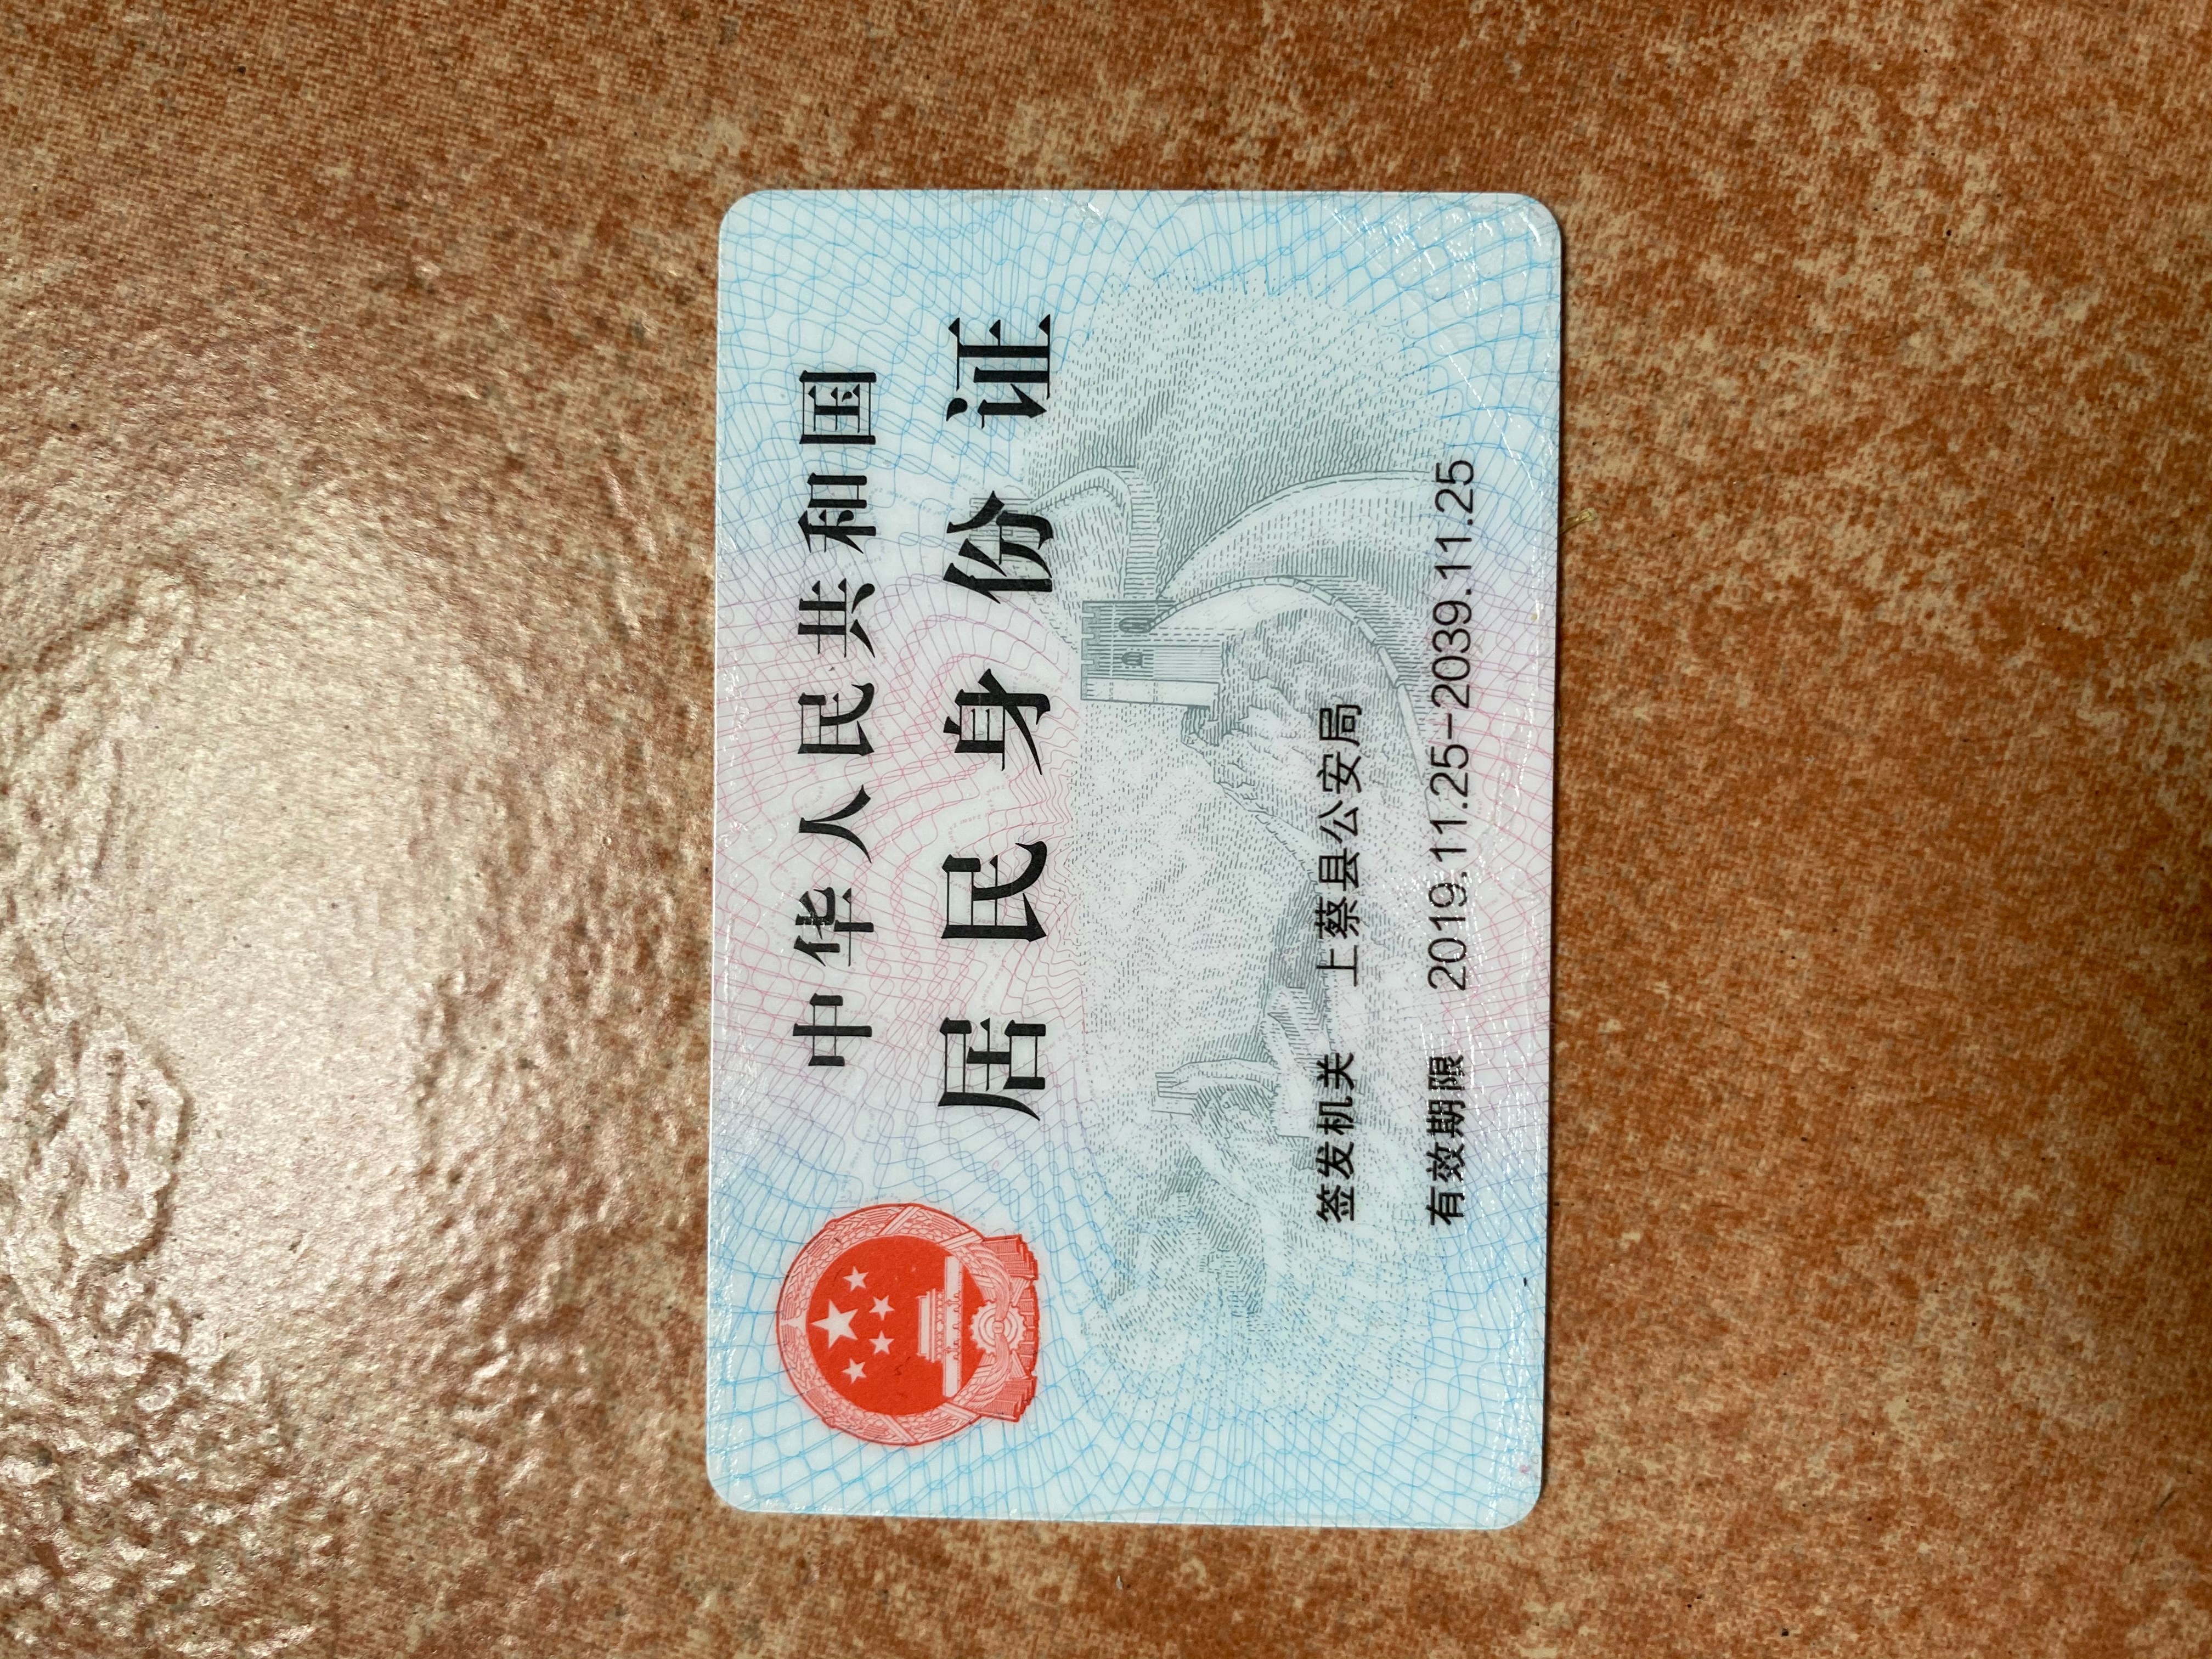 中华人民共和国
居民身份证
签发机关 上蔡县公安局
有效期限 2019.11.25-2039.11.25